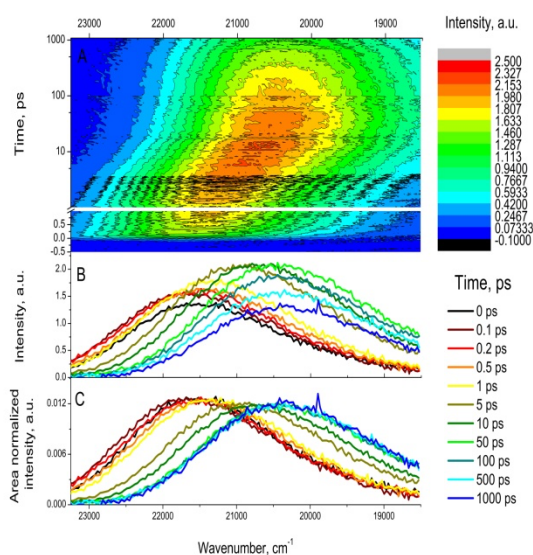 23000 22000 21000 20000 19000
Intensity, a.u.
A
1000
100
10
0.5
0.0
-0.5
Time, ps
2.500
2.327
2.153
1.980
1.807
1.633
1.460
1.287
1.113
0.9400
0.7667
0.5933
0.4200
0.2467
0.07333
-0.1000
B
2.0
1.5
1.0
0.5
0.0
Intensity, a.u.
C
0.012
0.006
0.000
Area normalized
intensity, a.u.
23000 22000 21000 20000 19000
Wavenumber, cm-1
Time, ps
0 ps
0.1 ps
0.2 ps
0.5 ps
1 ps
5 ps
10 ps
50 ps
100 ps
500 ps
1000 ps